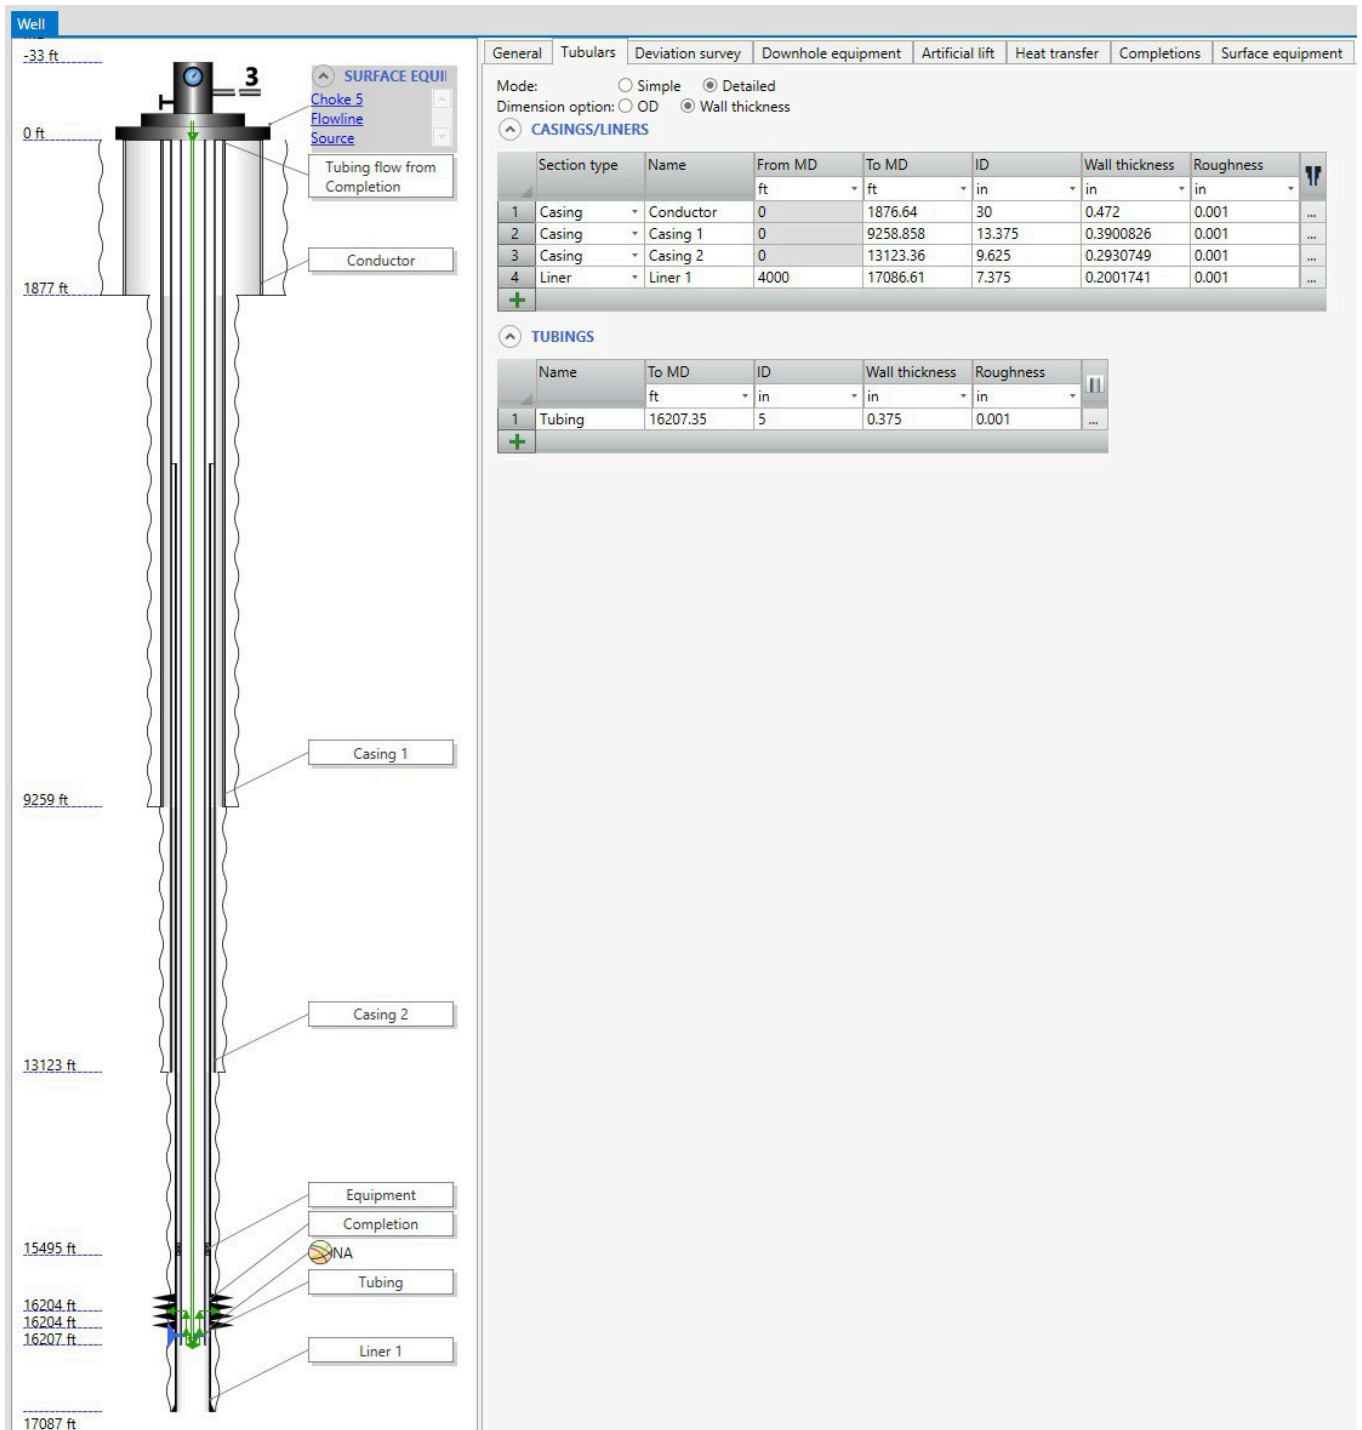 Well
-33 ft
3
SURFACE EQUI
Choke 5
Flowline
Source
0 ft
Tubing flow from
Completion
Conductor
1877 ft
Casing 1
9259 ft
Casing 2
13123 ft
Equipment
Completion
15495 ft
NA
Tubing
16204 ft
16204 ft
16207 ft
Liner 1
17087 ft
General Tubulars Deviation survey Downhole equipment Artificial lift Heat transfer Completions Surface equipment
Mode: Simple Detailed
Dimension option: OD Wall thickness
CASINGS/LINERS
Section type Name From MD To MD ID Wall thickness Roughness
ft ft in in in
1 Casing Conductor 0 1876.64 30 0.472 0.001 ...
2 Casing Casing 1 0 9258.858 13.375 0.3900826 0.001 ...
3 Casing Casing 2 0 13123.36 9.625 0.2930749 0.001 ...
4 Liner Liner 1 4000 17086.61 7.375 0.2001741 0.001 ...
TUBINGS
Name To MD ID Wall thickness Roughness
ft in in in
1 Tubing 16207.35 5 0.375 0.001 ...